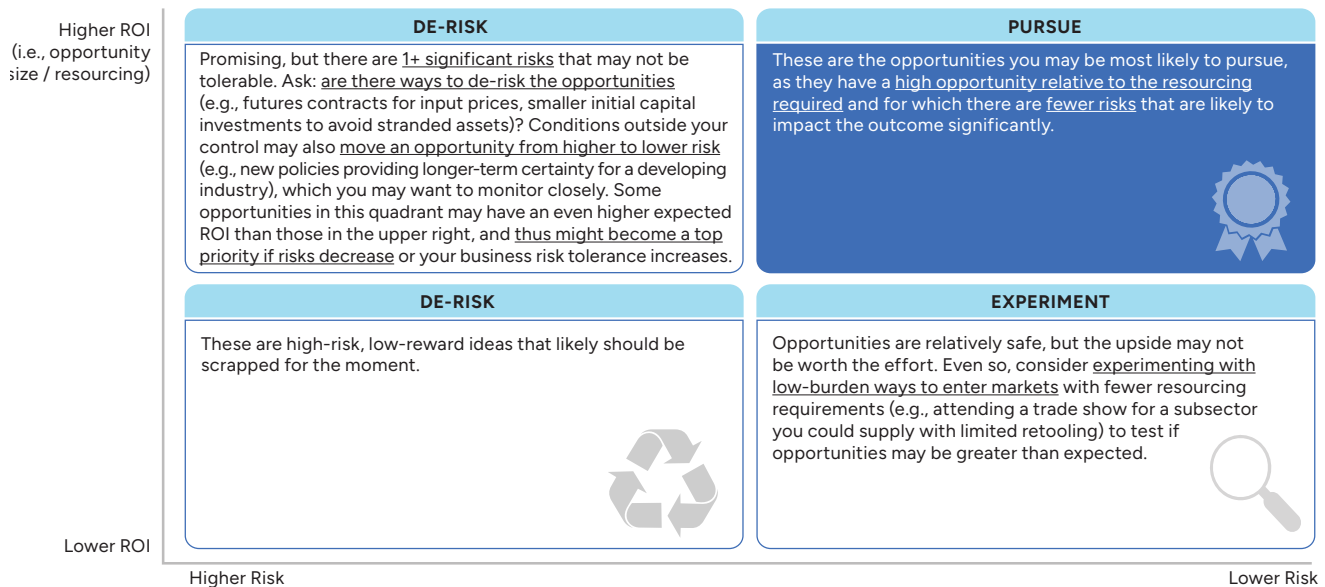 Higher ROI
(i.e., opportunity
size / resourcing)
DE-RISK
Promising, but there are 1+ significant risks that may not be
tolerable. Ask: are there ways to de-risk the opportunities
(e.g., futures contracts for input prices, smaller initial capital
investments to avoid stranded assets)? Conditions outside your
control may also move an opportunity from higher to lower risk
(e.g., new policies providing longer-term certainty for a developing
industry), which you may want to monitor closely. Some
opportunities in this quadrant may have an even higher expected
ROI than those in the upper right, and thus might become a top
priority if risks decrease or your business risk tolerance increases.
PURSUE
These are the opportunities you may be most likely to pursue,
as they have a high opportunity relative to the resourcing
required and for which there are fewer risks that are likely to
impact the outcome significantly.
DE-RISK
These are high-risk, low-reward ideas that likely should be
scrapped for the moment.
EXPERIMENT
Opportunities are relatively safe, but the upside may not
be worth the effort. Even so, consider experimenting with
low-burden ways to enter markets with fewer resourcing
requirements (e.g., attending a trade show for a subsector
you could supply with limited retooling) to test if
opportunities may be greater than expected.
Lower ROI
Higher Risk
Lower Risk